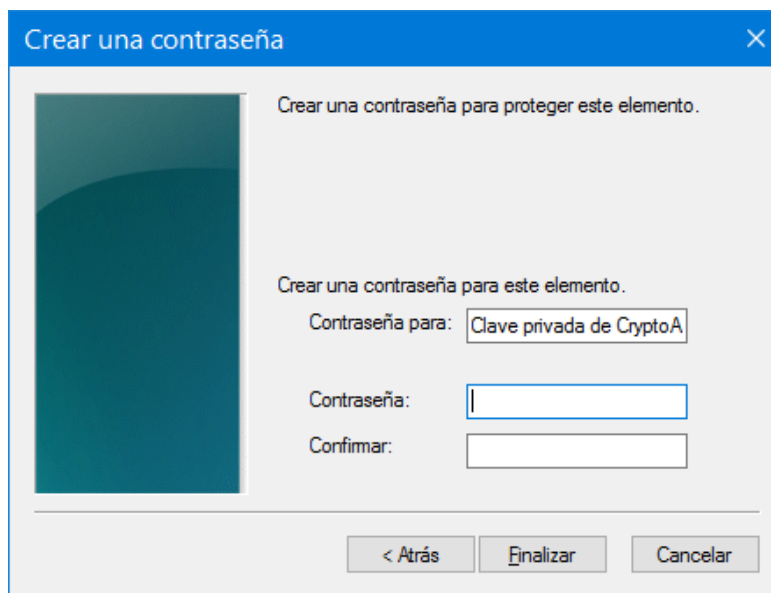 Crear una contraseña
Crear una contraseña para proteger este elemento.
Crear una contraseña para este elemento.
Contraseña para: Clave privada de CryptoA
Contraseña:
Confirmar:
< Atrás Finalizar Cancelar